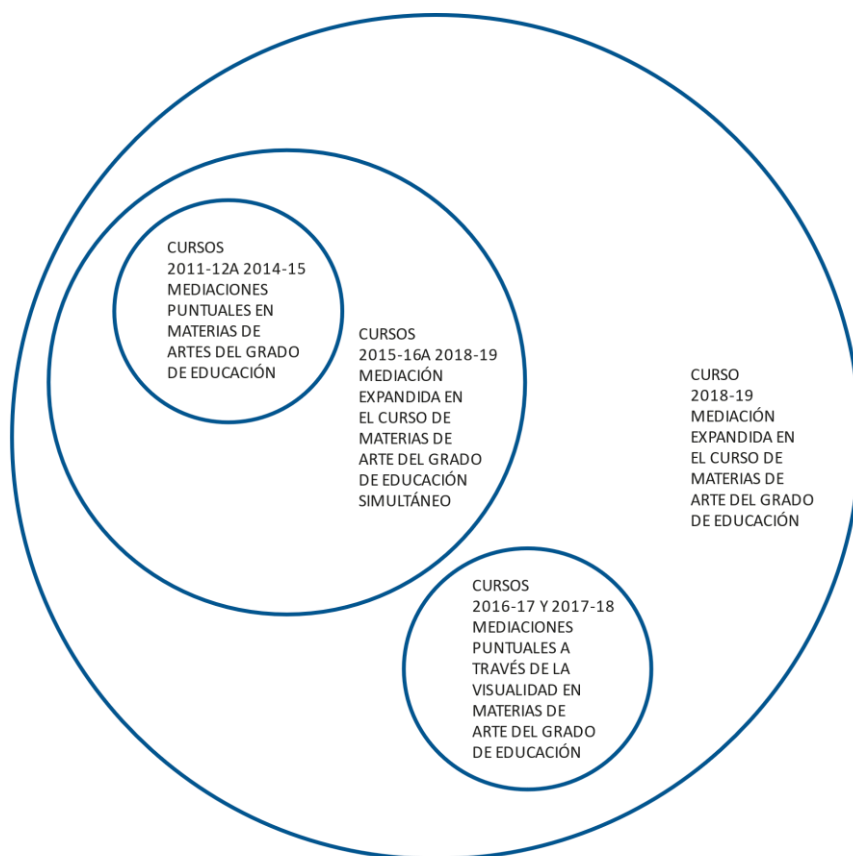 CURSOS
2011-12A 2014-15
MEDIACIONES
PUNTUALES EN
MATERIAS DE
ARTES DEL GRADO
DE EDUCACIÓN
CURSOS
2015-16A 2018-19
MEDIACIÓN
EXPANDIDA EN
EL CURSO DE
MATERIAS DE
ARTE DEL GRADO
DE EDUCACIÓN
SIMULTÁNEO
CURSO
2018-19
MEDIACIÓN
EXPANDIDA EN
EL CURSO DE
MATERIAS DE
ARTE DEL GRADO
DE EDUCACIÓN
CURSOS
2016-17 Y 2017-18
MEDIACIONES
PUNTUALES A
TRAVÉS DE LA
VISUALIDAD EN
MATERIAS DE
ARTE DEL GRADO
DE EDUCACIÓN